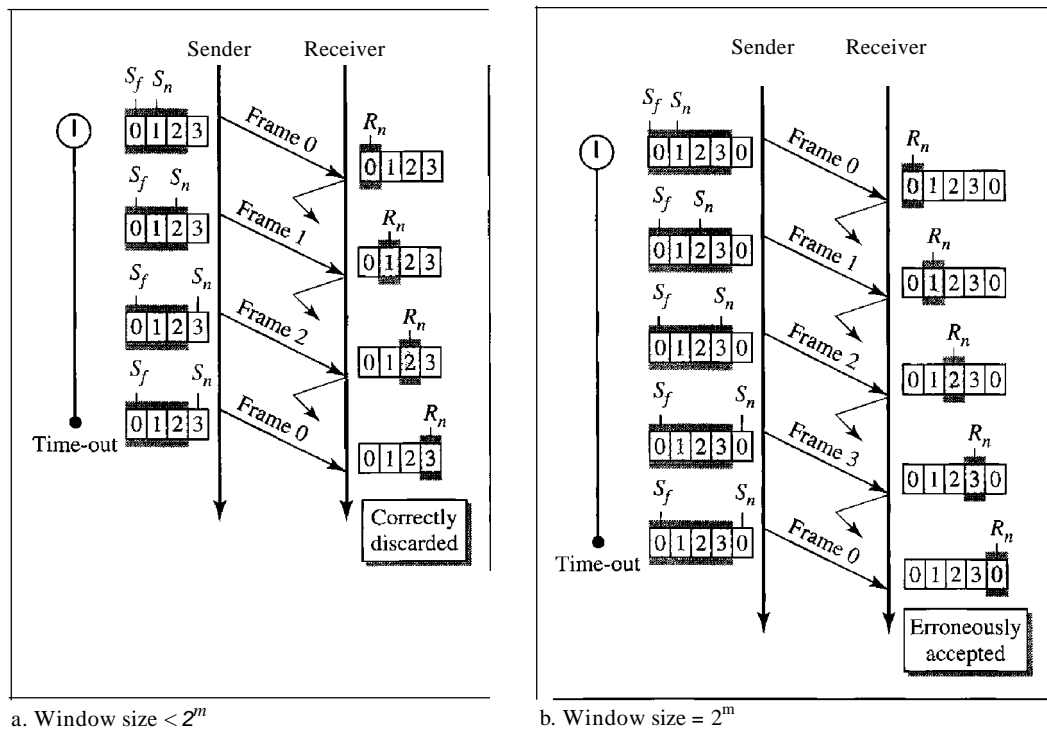 Sender Receiver
S_f S_n
0 1 2 3
Frame 0
R_n
0 1 2 3
S_f S_n
0 1 2 3
Frame 1
R_n
0 1 2 3
S_f S_n
0 1 2 3
Frame 2
R_n
0 1 2 3
S_f S_n
0 1 2 3
Time-out
Frame 0
R_n
0 1 2 3
Correctly
discarded
a. Window size < 2^m
Sender Receiver
S_f S_n
0 1 2 3 0
Frame 0
R_n
0 1 2 3 0
S_f S_n
0 1 2 3 0
Frame 1
R_n
0 1 2 3 0
S_f S_n
0 1 2 3 0
Frame 2
R_n
0 1 2 3 0
S_f S_n
0 1 2 3 0
Frame 3
R_n
0 1 2 3 0
S_f S_n
0 1 2 3 0
Time-out
Frame 0
R_n
0 1 2 3 0
Erroneously
accepted
b. Window size = 2^m